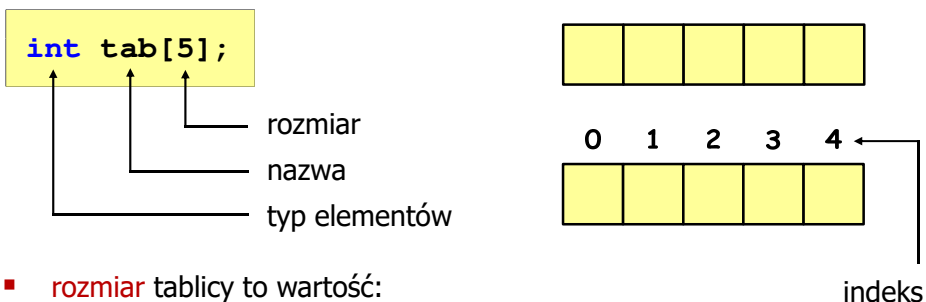 int tab[5];
rozmiar
nazwa
typ elementów
0 1 2 3 4
indeks
rozmiar tablicy to wartość: